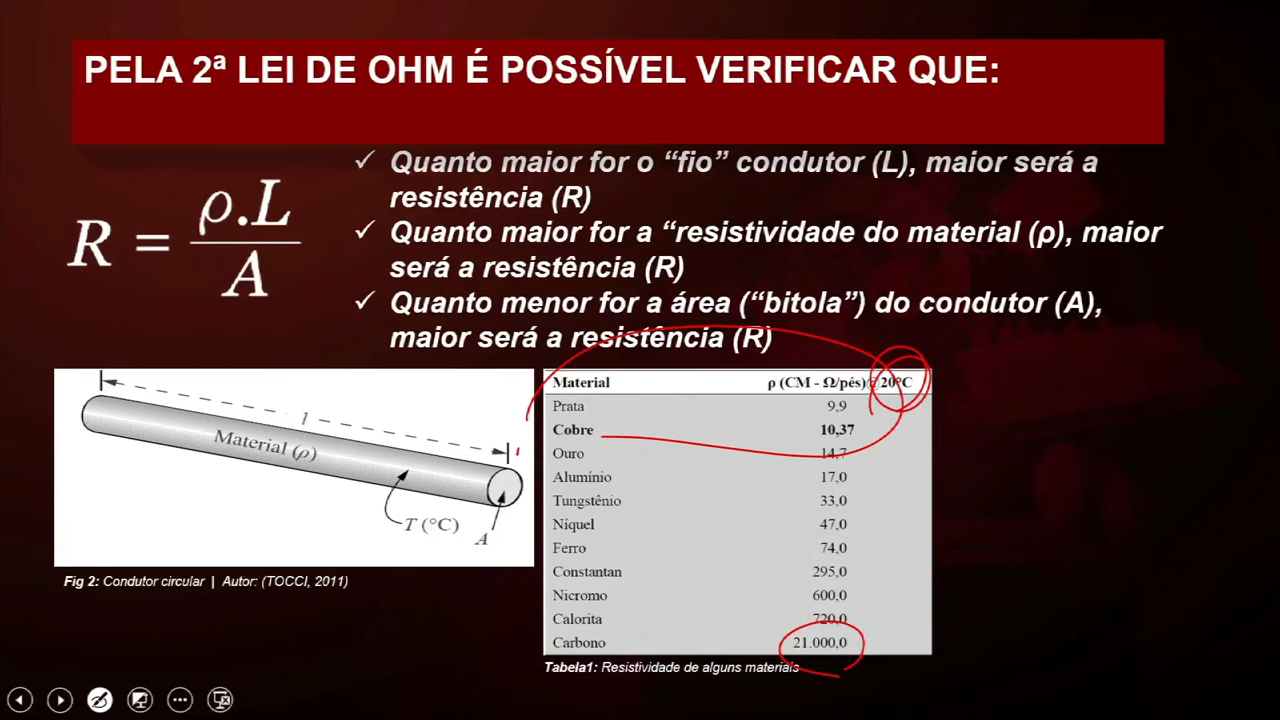 PELA 2ª LEI DE OHM É POSSÍVEL VERIFICAR QUE:
R = ρ.L / A
✓ Quanto maior for o “fio” condutor (L), maior será a
resistência (R)
✓ Quanto maior for a “resistividade do material (ρ), maior
será a resistência (R)
✓ Quanto menor for a área (“bitola”) do condutor (A),
maior será a resistência (R)
l
Material (ρ)
T (°C)
A
Fig 2: Condutor circular | Autor: (TOCCI, 2011)
Material ρ (CM - Ω/pés) 20°C
Prata 9,9
Cobre 10,37
Ouro 14,7
Alumínio 17,0
Tungstênio 33,0
Níquel 47,0
Ferro 74,0
Constantan 295,0
Nicromo 600,0
Calorita 720,0
Carbono 21.000,0
Tabela1: Resistividade de alguns materiais